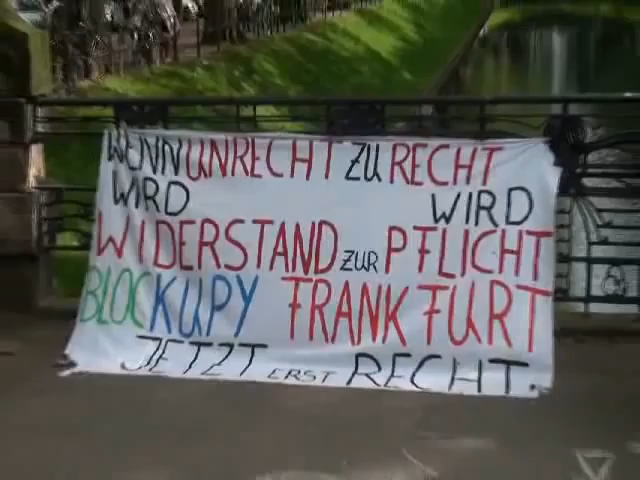 WENN UNRECHT ZU RECHT
WIRD WIRD
WIDERSTAND ZUR PFLICHT
BLOCKUPY FRANKFURT
JETZT ERST RECHT.